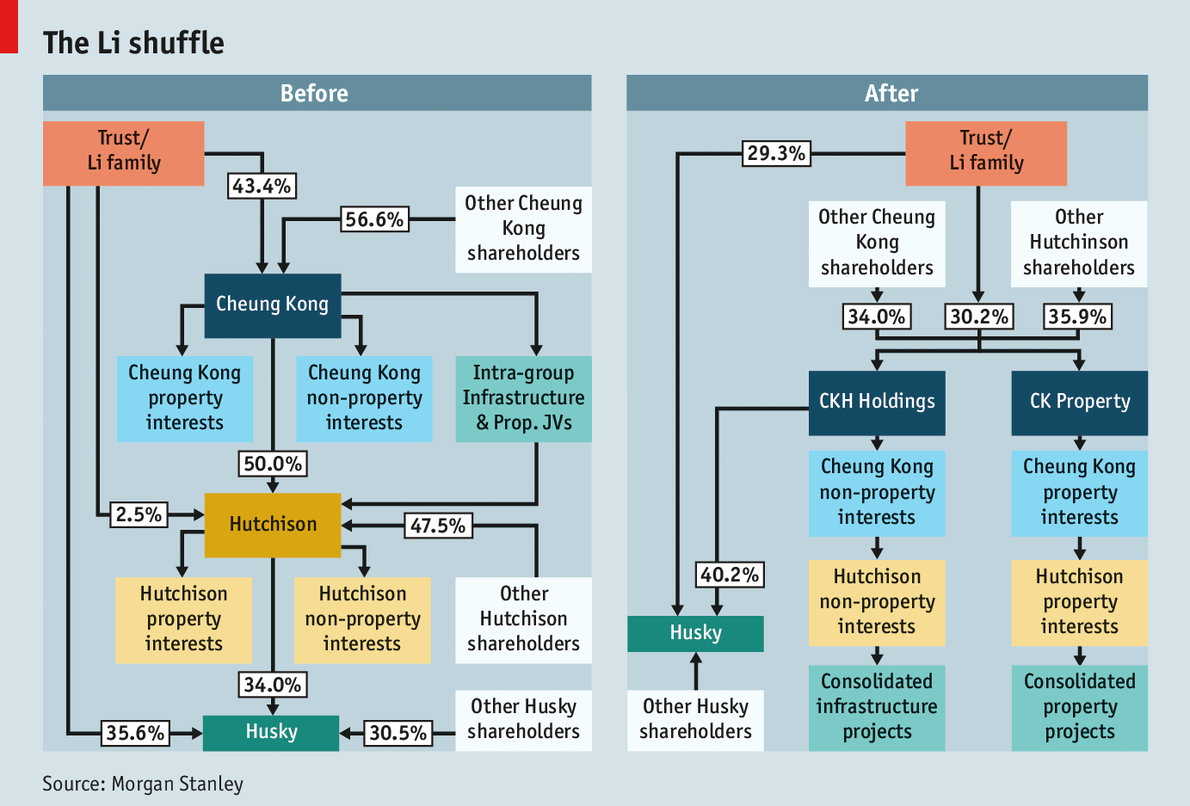 The Li shuffle
Before
Trust/
Li family
43.4%
56.6%
Other Cheung
Kong
shareholders
Cheung Kong
Cheung Kong
property
interests
Cheung Kong
non-property
interests
Intra-group
Infrastructure
& Prop. JVs
50.0%
2.5%
Hutchison
47.5%
Hutchison
property
interests
Hutchison
non-property
interests
Other
Hutchison
shareholders
34.0%
35.6%
Husky
30.5%
Other Husky
shareholders
After
29.3%
Trust/
Li family
Other Cheung
Kong
shareholders
Other
Hutchinson
shareholders
34.0%
30.2%
35.9%
CKH Holdings
CK Property
Cheung Kong
non-property
interests
Cheung Kong
property
interests
40.2%
Hutchison
non-property
interests
Hutchison
property
interests
Husky
Other Husky
shareholders
Consolidated
infrastructure
projects
Consolidated
property
projects
Source: Morgan Stanley